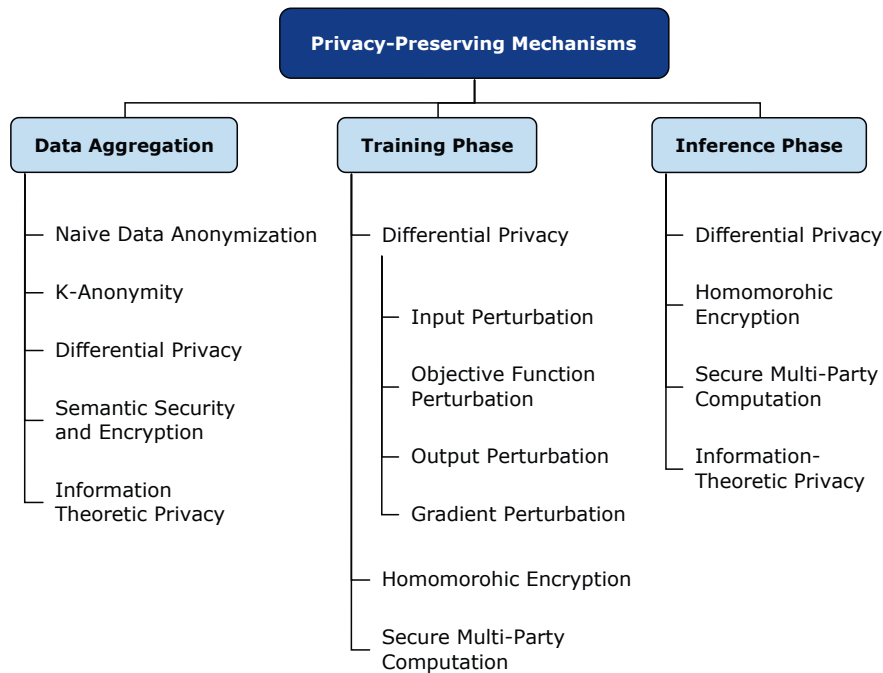 Privacy-Preserving Mechanisms
Data Aggregation
Naive Data Anonymization
K-Anonymity
Differential Privacy
Semantic Security
and Encryption
Information
Theoretic Privacy
Training Phase
Differential Privacy
Input Perturbation
Objective Function
Perturbation
Output Perturbation
Gradient Perturbation
Homomorohic Encryption
Secure Multi-Party
Computation
Inference Phase
Differential Privacy
Homomorohic
Encryption
Secure Multi-Party
Computation
Information-
Theoretic Privacy